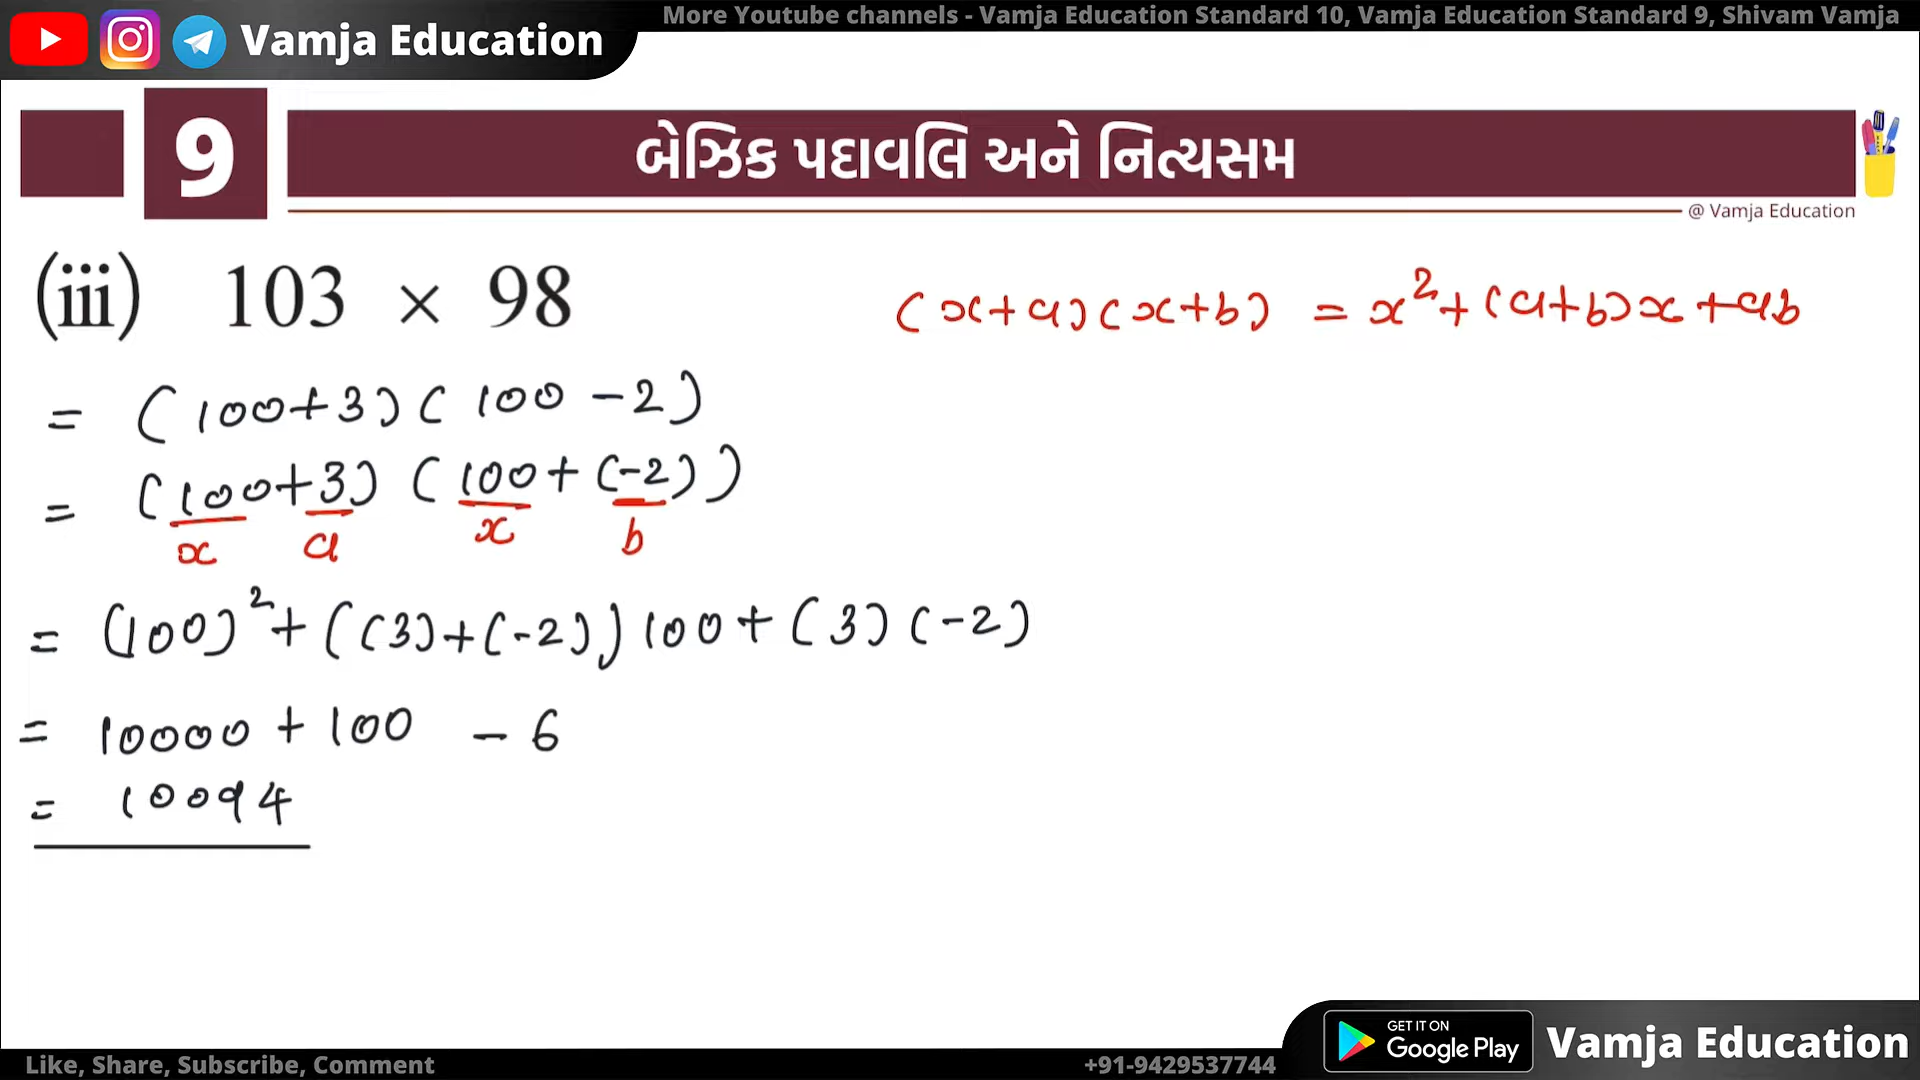 More Youtube channels - Vamja Education Standard 10, Vamja Education Standard 9, Shivam Vamja
Vamja Education
9
બેઝિક પદાવલિ અને નિત્યસમ
@ Vamja Education
(iii) 103 × 98
(x+a)(x+b) = x²+(a+b)x+ab
= (100+3)(100-2)
= (100+3) (100+(-2))
x a x b
= (100)²+((3)+(-2))100+(3)(-2)
= 10000+100 - 6
= 10094
GET IT ON
Google Play
Vamja Education
Like, Share, Subscribe, Comment
+91-9429537744